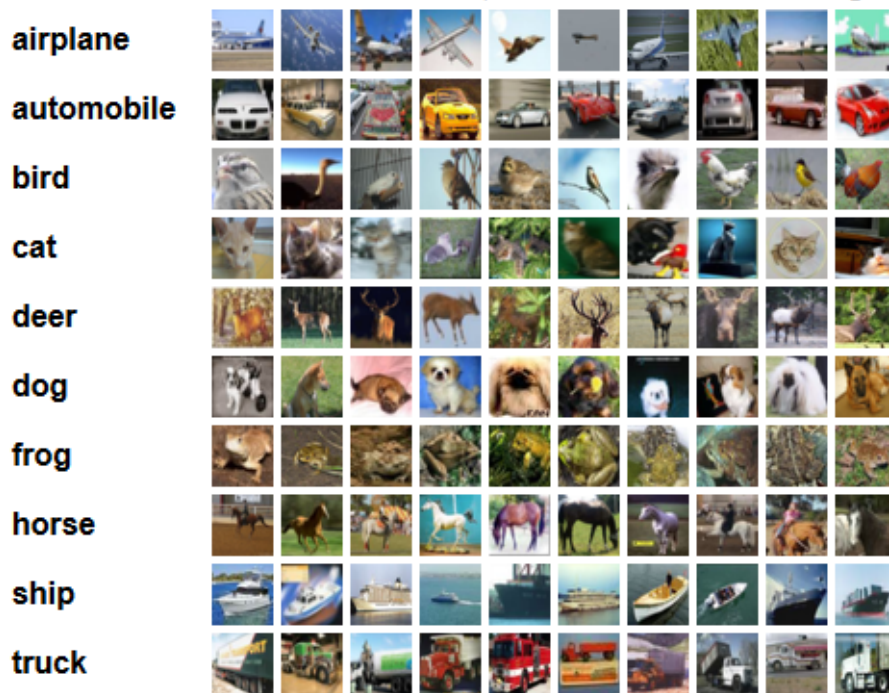 airplane
automobile
bird
cat
deer
dog
frog
horse
ship
truck